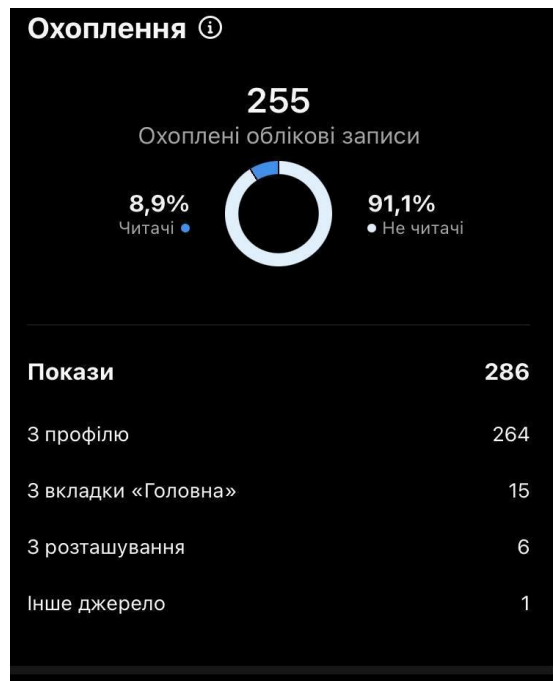 Охоплення
255
Охоплені облікові записи
8,9%
Читачі
91,1%
Не читачі
Покази 286
З профілю 264
З вкладки «Головна» 15
З розташування 6
Інше джерело 1